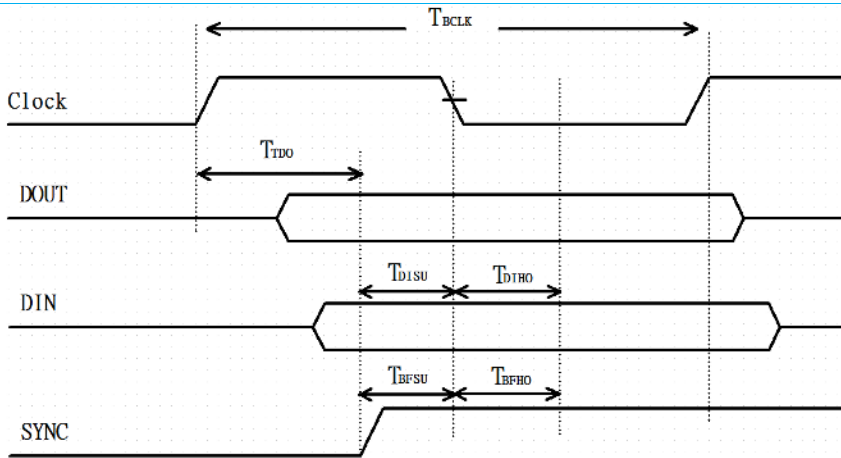 TBCLK
Clock
TTDO
DOUT
TDISU TDIHO
DIN
TBFSU TBFHO
SYNC